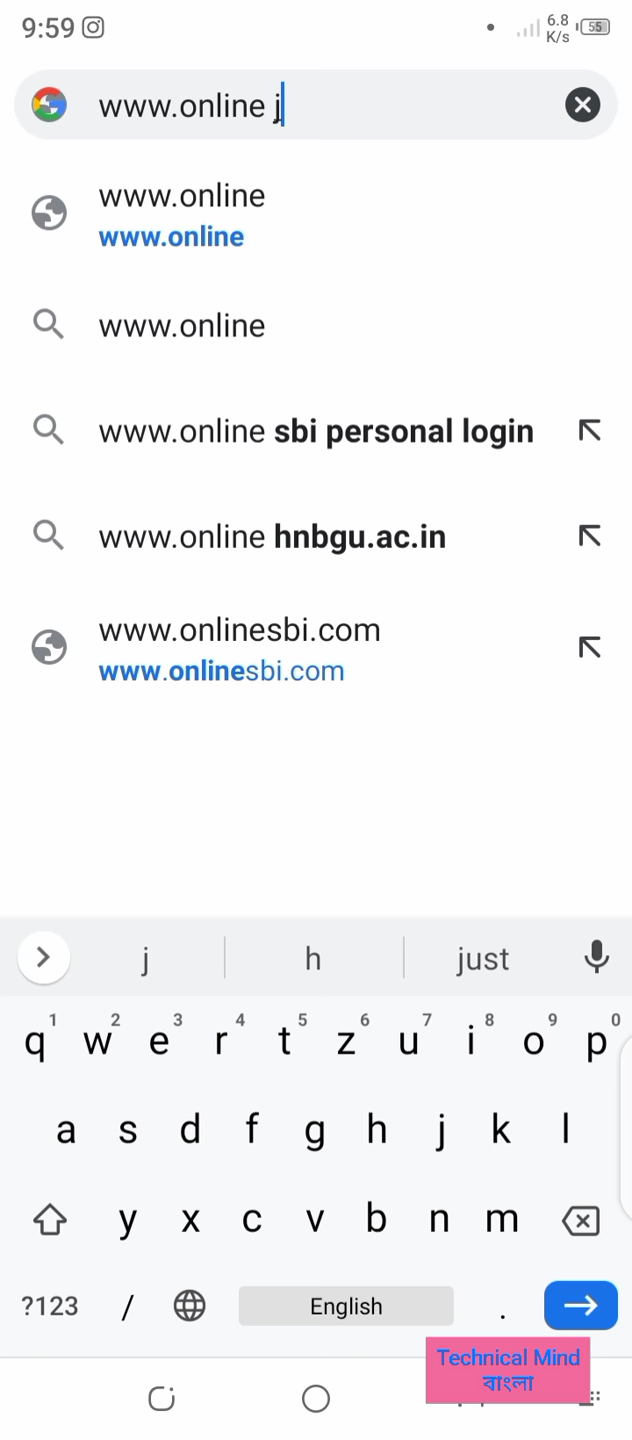 9:59
6.8
K/s
55
www.online j
www.online
www.online
www.online
www.online sbi personal login
www.online hnbgu.ac.in
www.onlinesbi.com
www.onlinesbi.com
j h just
1 2 3 4 5 6 7 8 9 0
q w e r t z u i o p
a s d f g h j k l
y x c v b n m
?123 / English .
Technical Mind
বাংলা